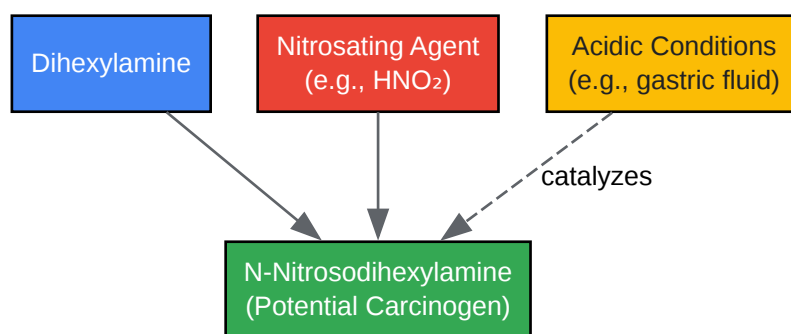 Dihexylamine
Nitrosating Agent
(e.g., HNO₂)
Acidic Conditions
(e.g., gastric fluid)
catalyzes
N-Nitrosodihexylamine
(Potential Carcinogen)